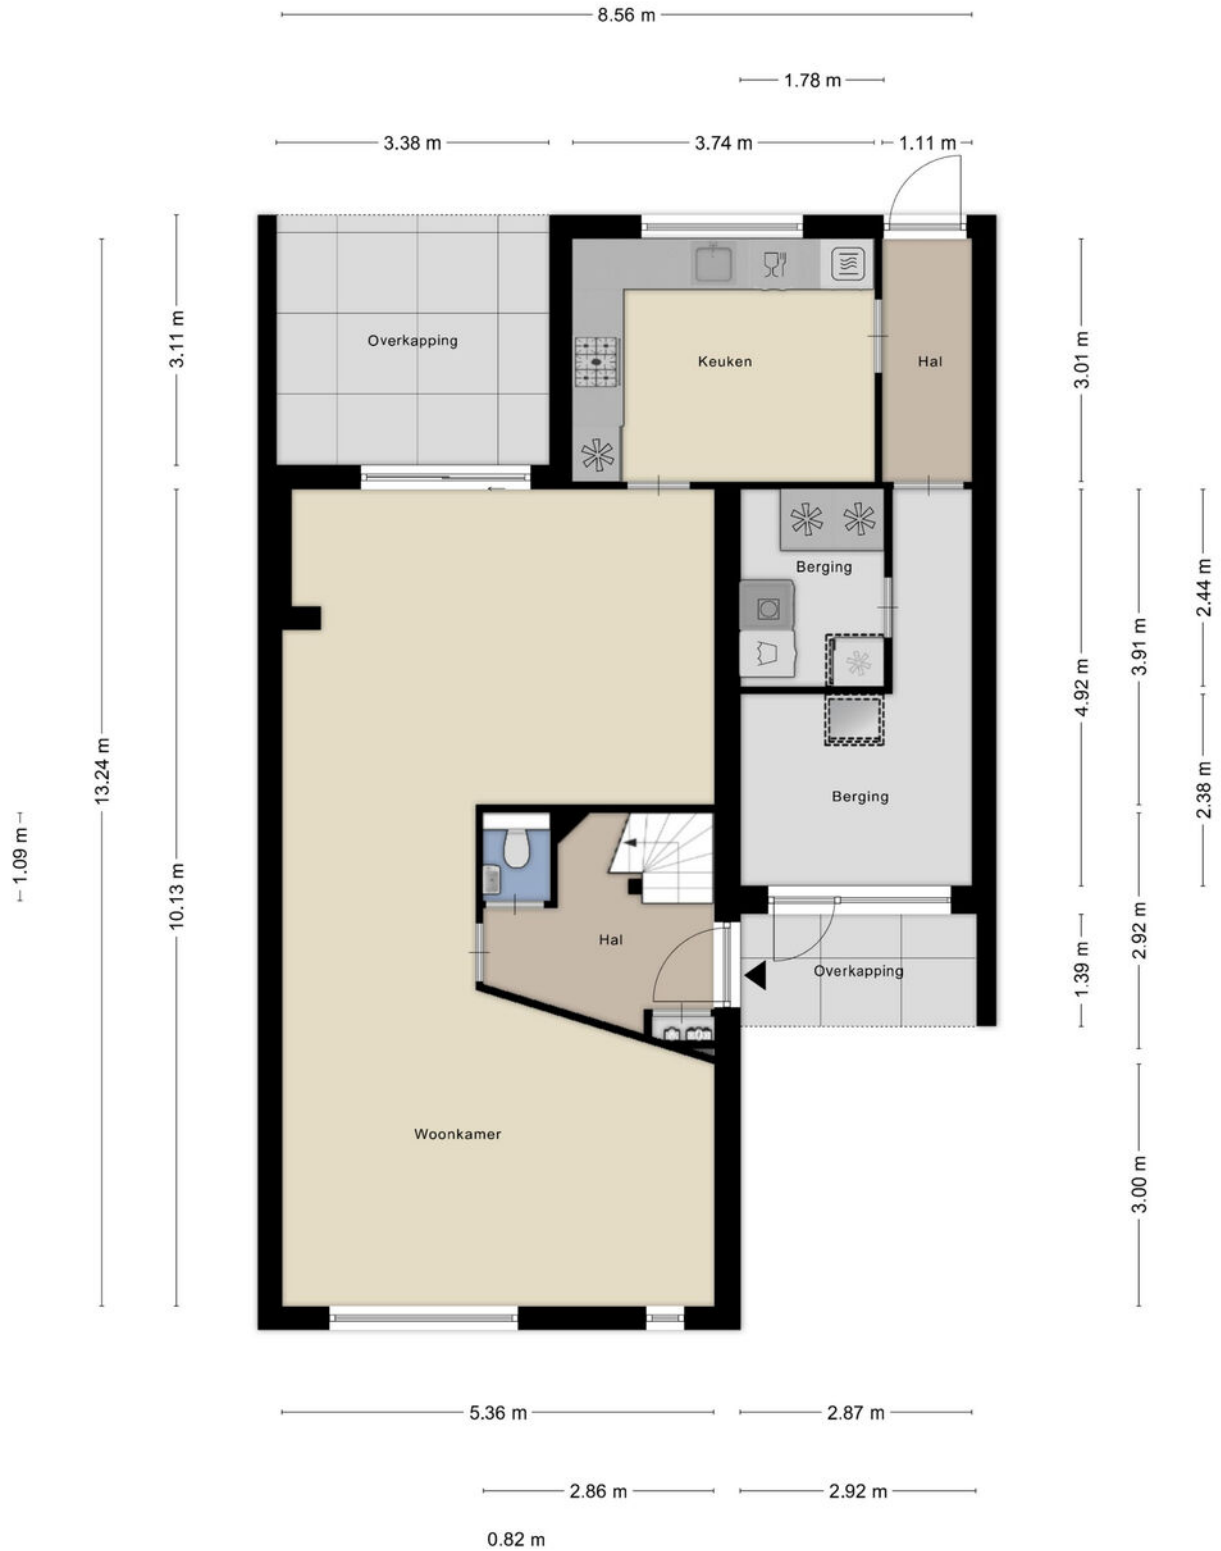 8.56 m
1.78 m
3.38 m
3.74 m
1.11 m
3.11 m
Overkapping
Keuken
Hal
3.01 m
13.24 m
10.13 m
1.09 m
Berging
2.44 m
3.91 m
4.92 m
2.38 m
Berging
Hal
Overkapping
2.92 m
1.39 m
Woonkamer
3.00 m
5.36 m
2.87 m
2.86 m
2.92 m
0.82 m